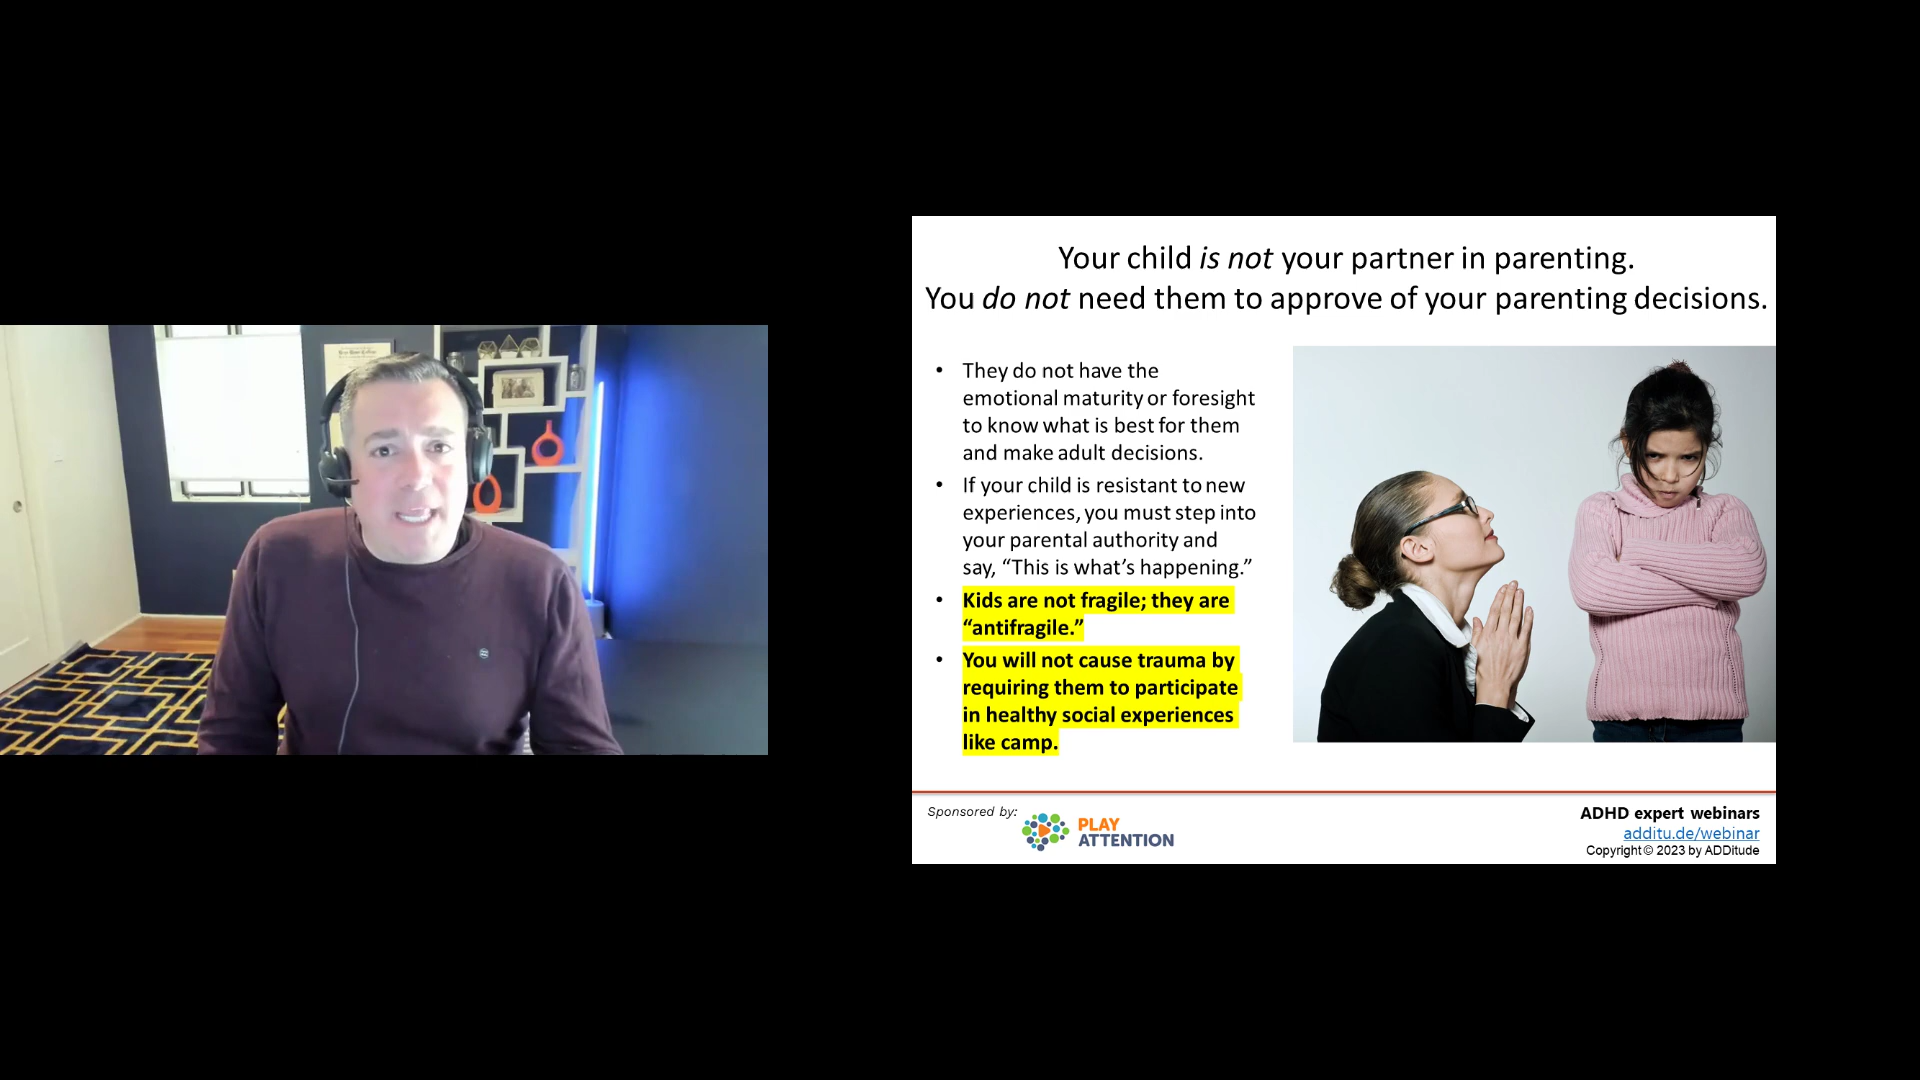 Your child is not your partner in parenting.
You do not need them to approve of your parenting decisions.
• They do not have the
emotional maturity or foresight
to know what is best for them
and make adult decisions.
• If your child is resistant to new
experiences, you must step into
your parental authority and
say, “This is what’s happening.”
• Kids are not fragile; they are
“antifragile.”
• You will not cause trauma by
requiring them to participate
in healthy social experiences
like camp.
Sponsored by:
PLAY
ATTENTION
ADHD expert webinars
additu.de/webinar
Copyright © 2023 by ADDitude